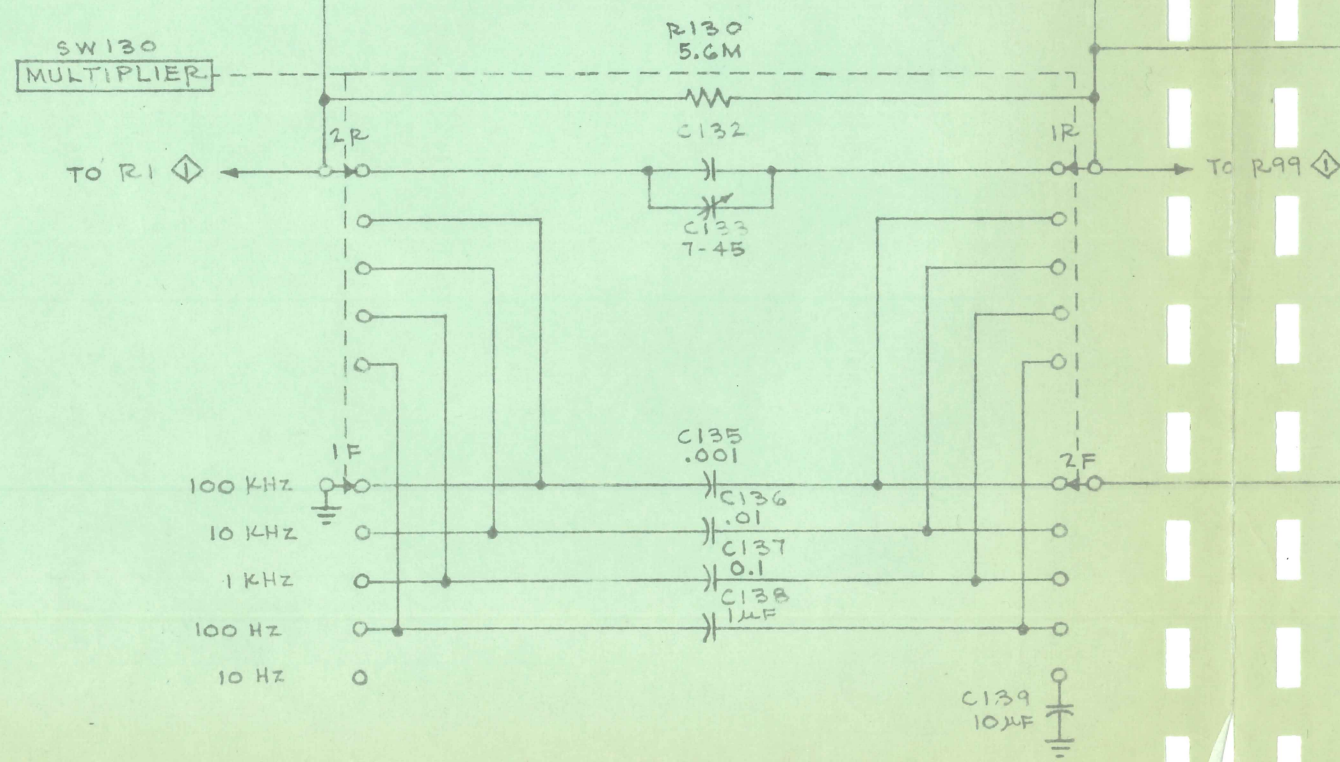 SW130
MULTIPLIER
R130
5.6M
C132
2R
1R
TO R1 1
TO R99 1
C133
7-45
1F
C135
.001
2F
100 KHZ
C136
.01
10 KHZ
C137
0.1
1 KHZ
C138
1µF
100 HZ
10 HZ
C139
10µF